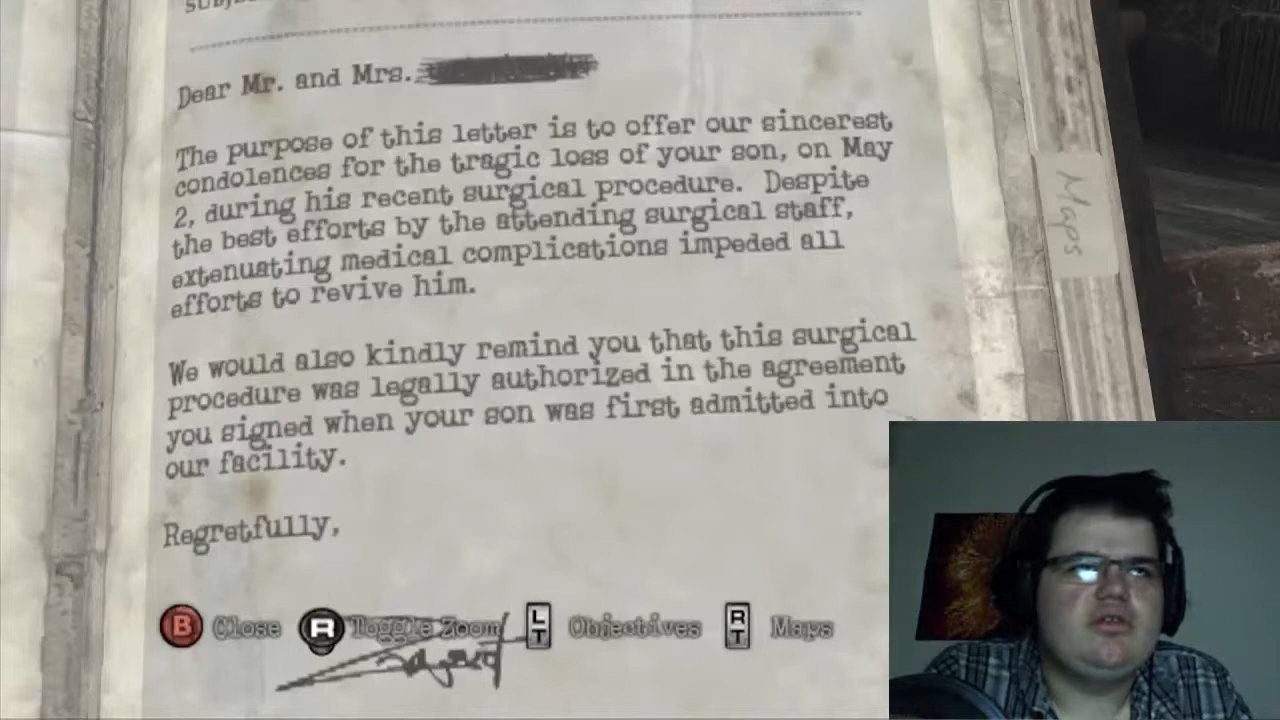 Dear Mr. and Mrs.
The purpose of this letter is to offer our sincerest
condolences for the tragic loss of your son, on May
2, during his recent surgical procedure. Despite
the best efforts by the attending surgical staff,
extenuating medical complications impeded all
efforts to revive him.
We would also kindly remind you that this surgical
procedure was legally authorized in the agreement
you signed when your son was first admitted into
our facility.
Regretfully,
B Close R Toggle Zoom LT Objectives RT Maps
Maps